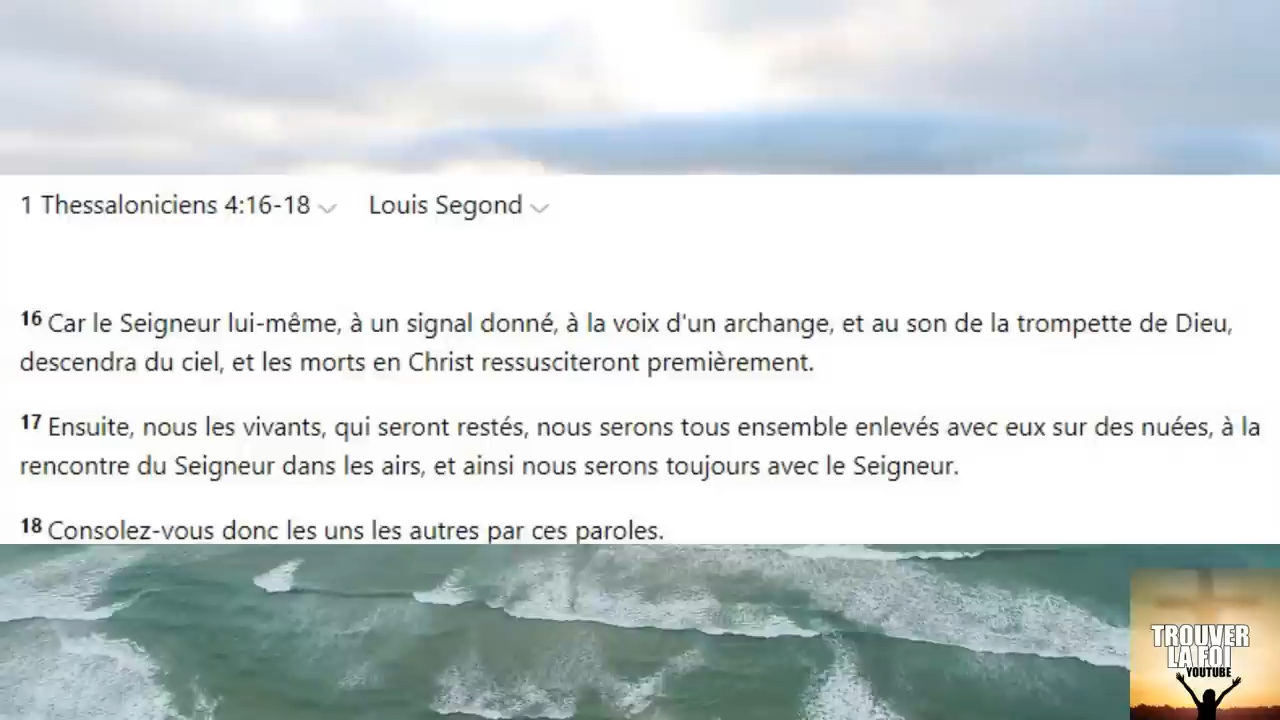 1 Thessaloniciens 4:16-18 Louis Segond
16 Car le Seigneur lui-même, à un signal donné, à la voix d'un archange, et au son de la trompette de Dieu,
descendra du ciel, et les morts en Christ ressusciteront premièrement.
17 Ensuite, nous les vivants, qui seront restés, nous serons tous ensemble enlevés avec eux sur des nuées, à la
rencontre du Seigneur dans les airs, et ainsi nous serons toujours avec le Seigneur.
18 Consolez-vous donc les uns les autres par ces paroles.
TROUVER
LA FOI
YOUTUBE